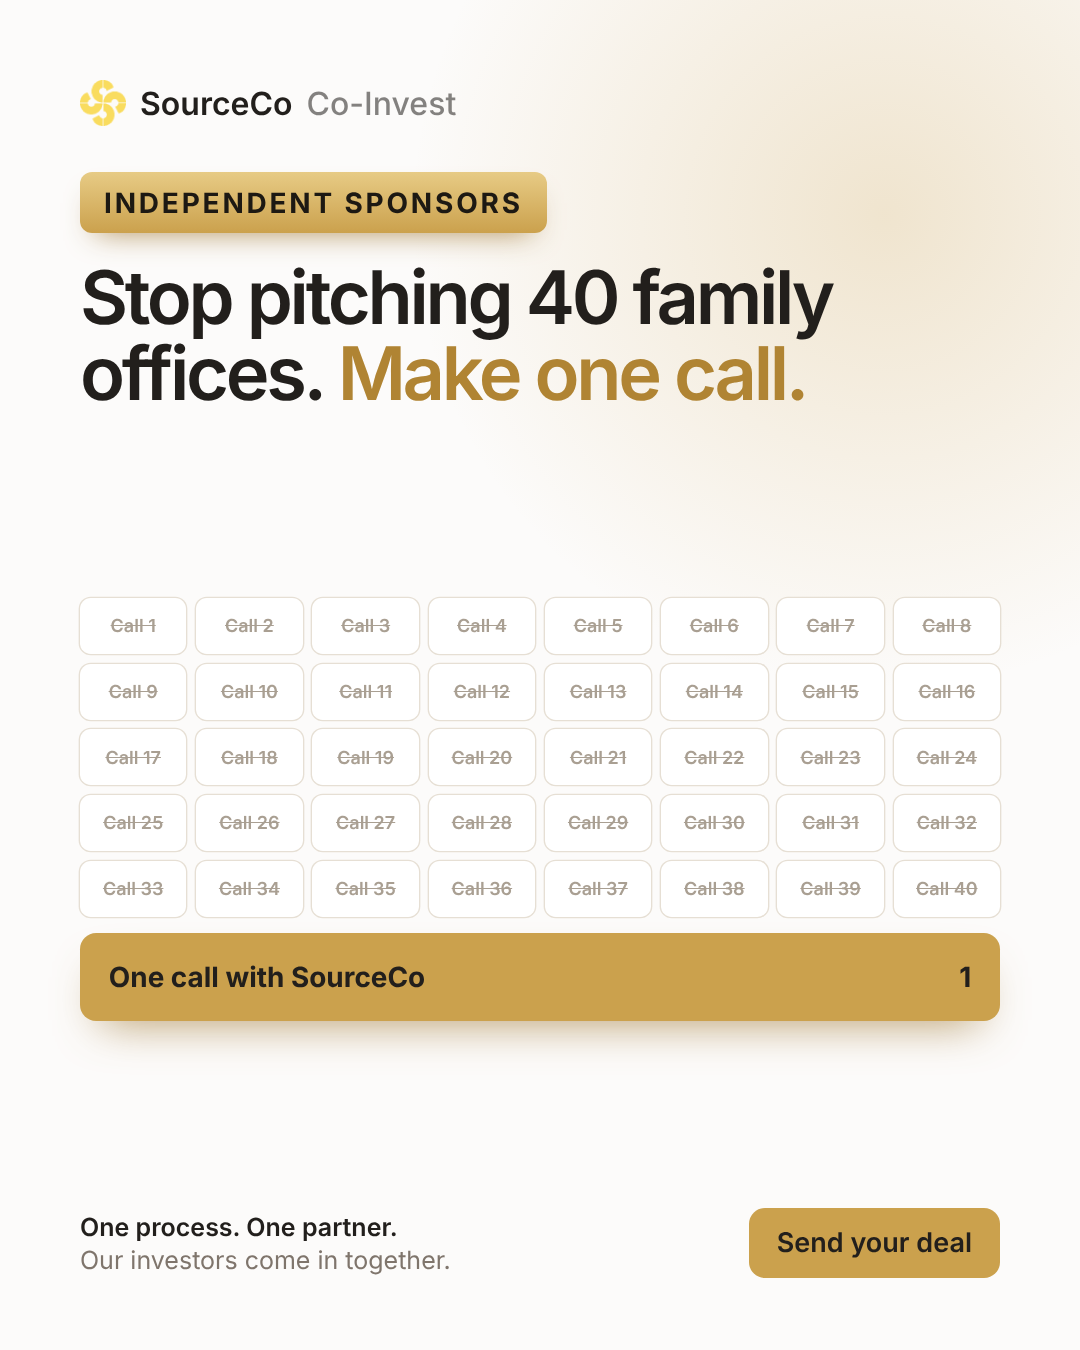 SourceCo Co-Invest
INDEPENDENT SPONSORS
Stop pitching 40 family
offices. Make one call.
Call 1 Call 2 Call 3 Call 4 Call 5 Call 6 Call 7 Call 8
Call 9 Call 10 Call 11 Call 12 Call 13 Call 14 Call 15 Call 16
Call 17 Call 18 Call 19 Call 20 Call 21 Call 22 Call 23 Call 24
Call 25 Call 26 Call 27 Call 28 Call 29 Call 30 Call 31 Call 32
Call 33 Call 34 Call 35 Call 36 Call 37 Call 38 Call 39 Call 40
One call with SourceCo 1
One process. One partner.
Our investors come in together.
Send your deal